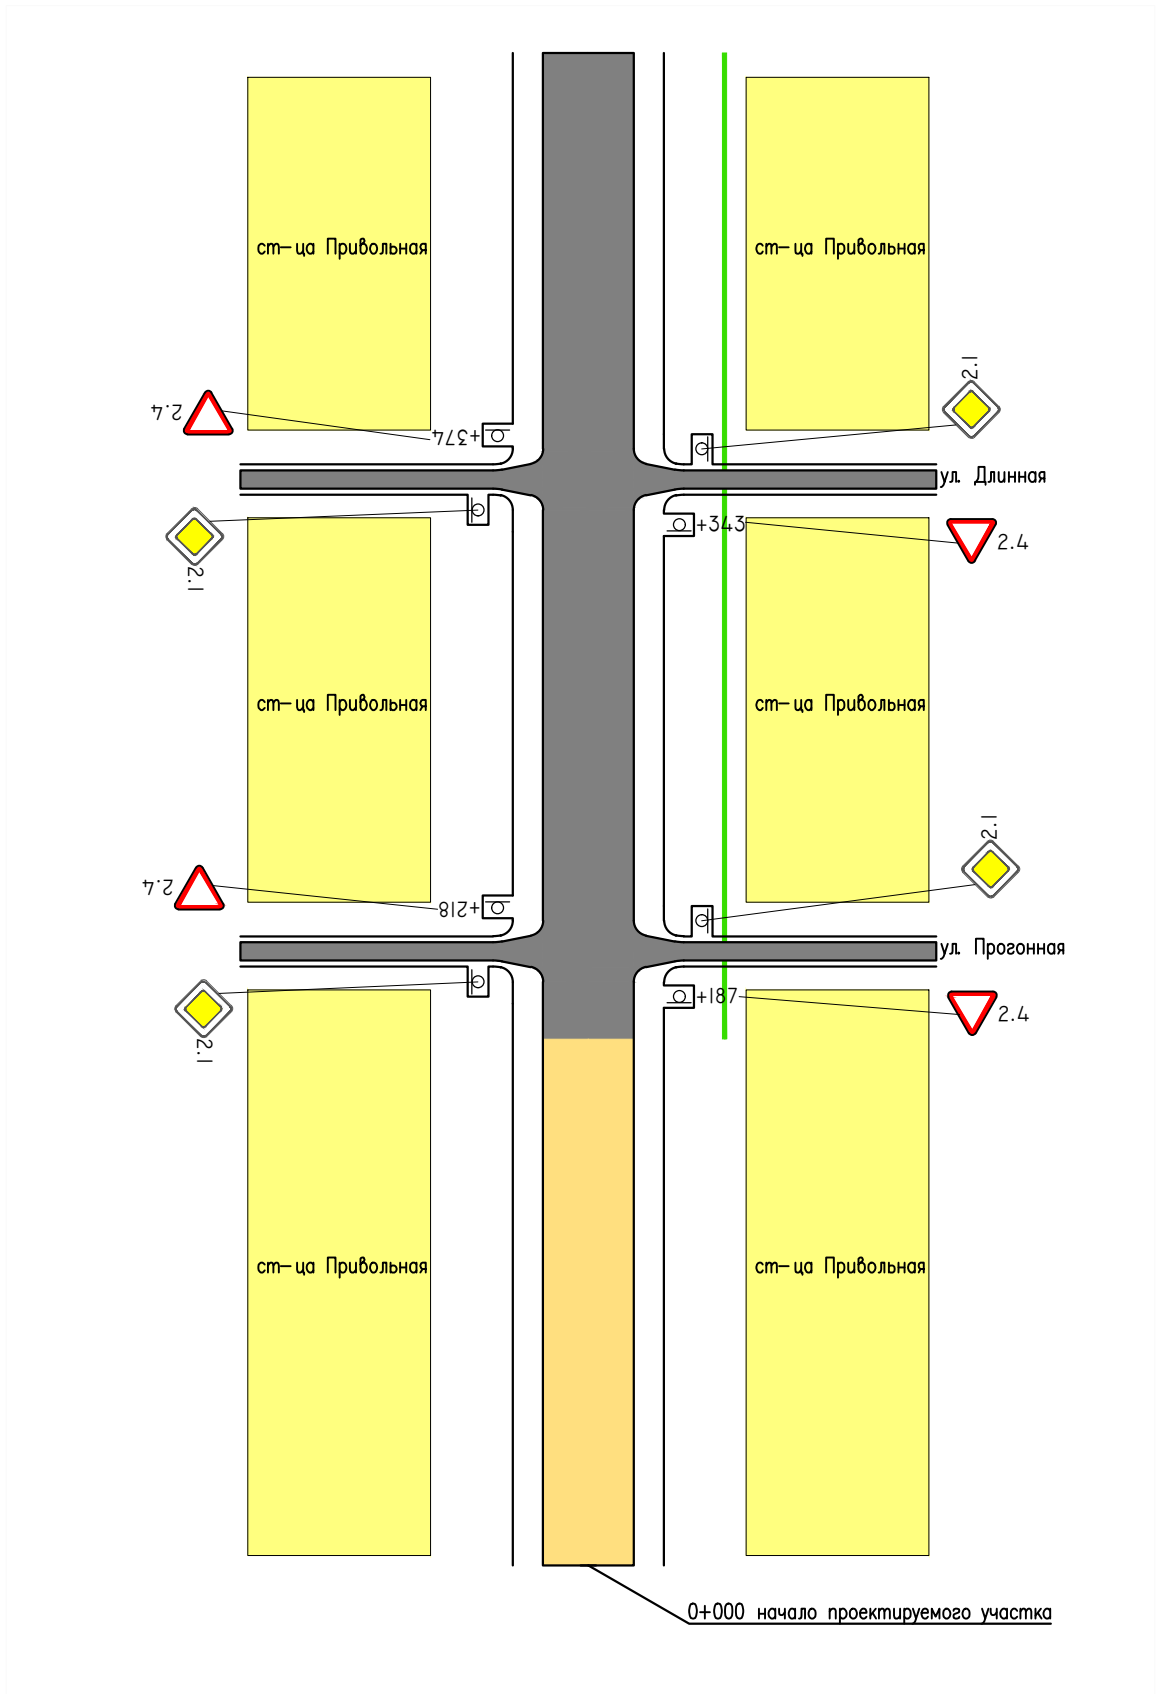 ст-ца Привольная
ст-ца Привольная
2.1
2.4
+374
ул. Длинная
+343
2.4
2.1
ст-ца Привольная
ст-ца Привольная
2.1
2.4
+218
ул. Прогонная
+187
2.4
2.1
ст-ца Привольная
ст-ца Привольная
0+000 начало проектируемого участка